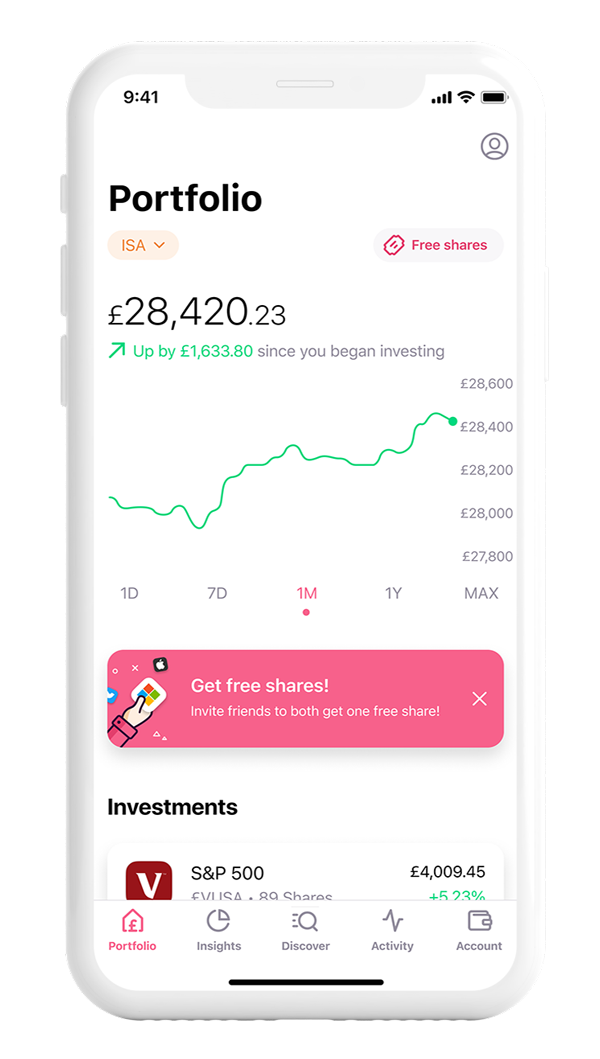 9:41
Portfolio
ISA
Free shares
£28,420.23
Up by £1,633.80 since you began investing
£28,600
£28,400
£28,200
£28,000
£27,800
1D 7D 1M 1Y MAX
Get free shares!
Invite friends to both get one free share!
Investments
S&P 500 £4,009.45
£VUSA • 89 Shares +5.23%
Portfolio Insights Discover Activity Account